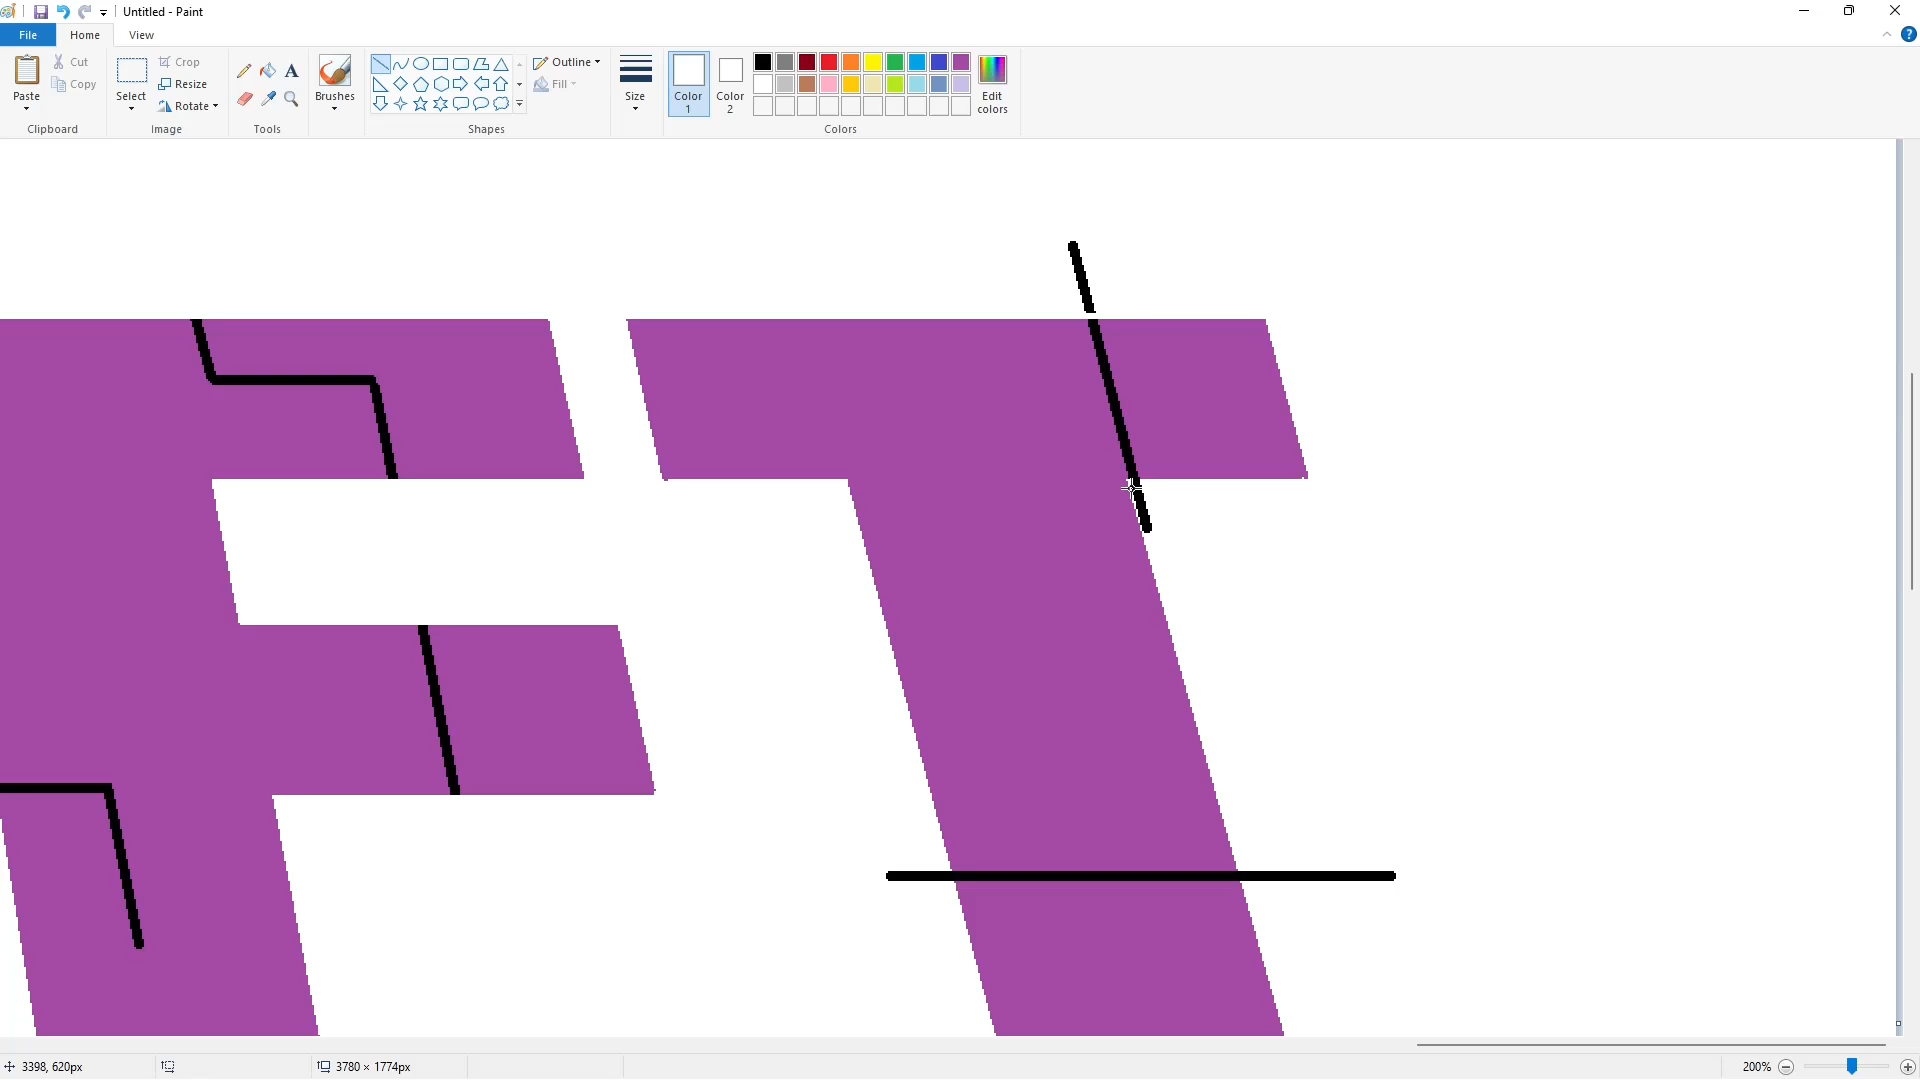 Untitled - Paint
File Home View
Paste
Cut
Copy
Clipboard
Select
Crop
Resize
Rotate
Image
Tools
Brushes
Shapes
Outline
Fill
Size
Color 1
Color 2
Edit colors
Colors
FT
3398, 620px
3780 × 1774px
200%